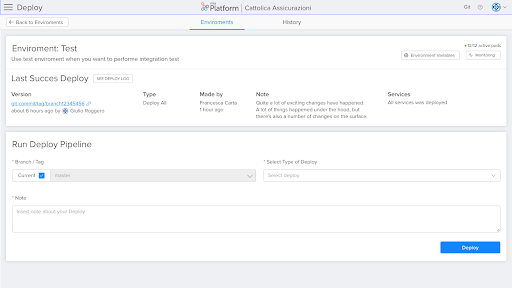 Deploy
Platform | Cattolica Assicurazioni
Git
Back to Enviroments
Enviroments
History
Enviroment: Test
12/12 active pods
Use test enviroment when you want to performe integration test
Environment Variables
Monitoring
Last Succes Deploy
SEE DEPLOY LOG
Version
Type
Made by
Note
Services
git-commit/tag/branch12345456
Deploy All
Francesca Carta
Quite a lot of exciting changes have happened.
All services was deployed
about 6 hours ago by Giulio Roggero
1 hour ago
A lot of things happened under the hood, but
there's also a number of changes on the surface.
Run Deploy Pipeline
* Branch / Tag
* Select Type of Deploy
Current
master
Select deploy
* Note
Insert note about your Deploy
Deploy